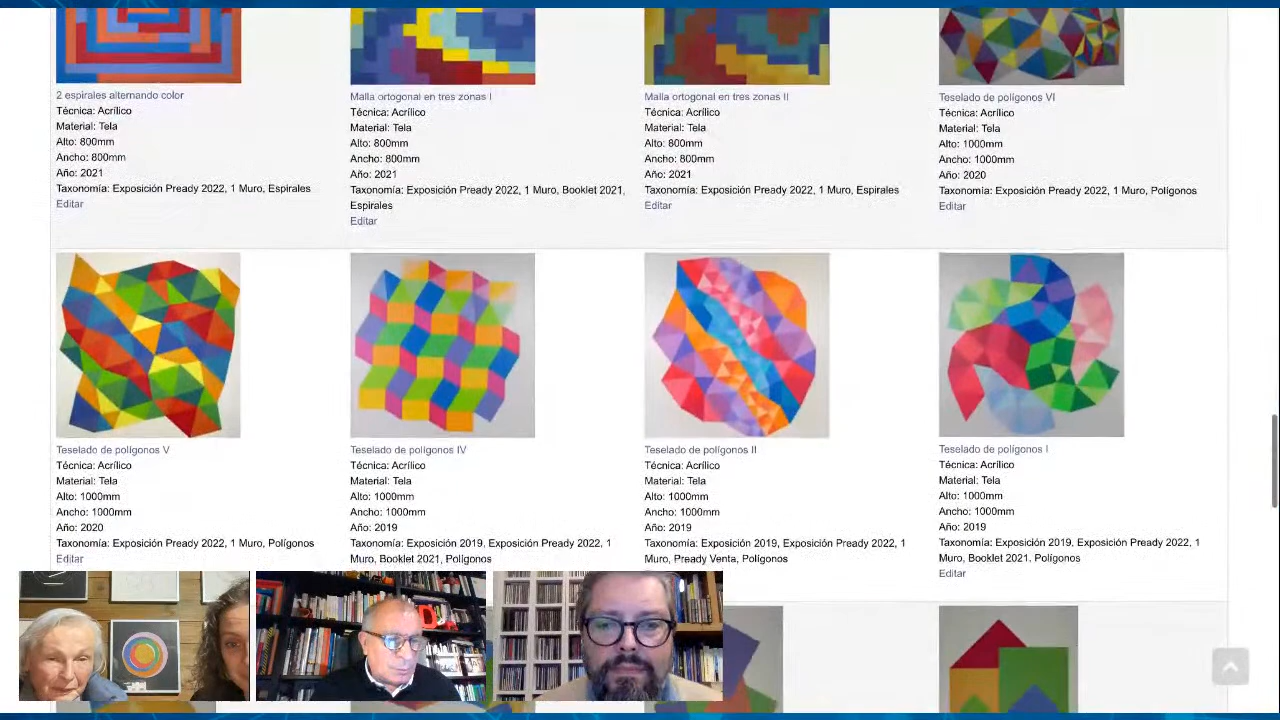 2 espirales alternando color
Técnica: Acrílico
Material: Tela
Alto: 800mm
Ancho: 800mm
Año: 2021
Taxonomía: Exposición Pready 2022, 1 Muro, Espirales
Editar
Malla ortogonal en tres zonas I
Técnica: Acrílico
Material: Tela
Alto: 800mm
Ancho: 800mm
Año: 2021
Taxonomía: Exposición Pready 2022, 1 Muro, Booklet 2021,
Espirales
Editar
Malla ortogonal en tres zonas II
Técnica: Acrílico
Material: Tela
Alto: 800mm
Ancho: 800mm
Año: 2021
Taxonomía: Exposición Pready 2022, 1 Muro, Espirales
Editar
Teselado de polígonos VI
Técnica: Acrílico
Material: Tela
Alto: 1000mm
Ancho: 1000mm
Año: 2020
Taxonomía: Exposición Pready 2022, 1 Muro, Polígonos
Editar
Teselado de polígonos V
Técnica: Acrílico
Material: Tela
Alto: 1000mm
Ancho: 1000mm
Año: 2020
Taxonomía: Exposición Pready 2022, 1 Muro, Polígonos
Editar
Teselado de polígonos IV
Técnica: Acrílico
Material: Tela
Alto: 1000mm
Ancho: 1000mm
Año: 2019
Taxonomía: Exposición 2019, Exposición Pready 2022, 1
Muro, Booklet 2021, Polígonos
Teselado de polígonos II
Técnica: Acrílico
Material: Tela
Alto: 1000mm
Ancho: 1000mm
Año: 2019
Taxonomía: Exposición 2019, Exposición Pready 2022, 1
Muro, Pready Venta, Polígonos
Teselado de polígonos I
Técnica: Acrílico
Material: Tela
Alto: 1000mm
Ancho: 1000mm
Año: 2019
Taxonomía: Exposición 2019, Exposición Pready 2022, 1
Muro, Booklet 2021, Polígonos
Editar